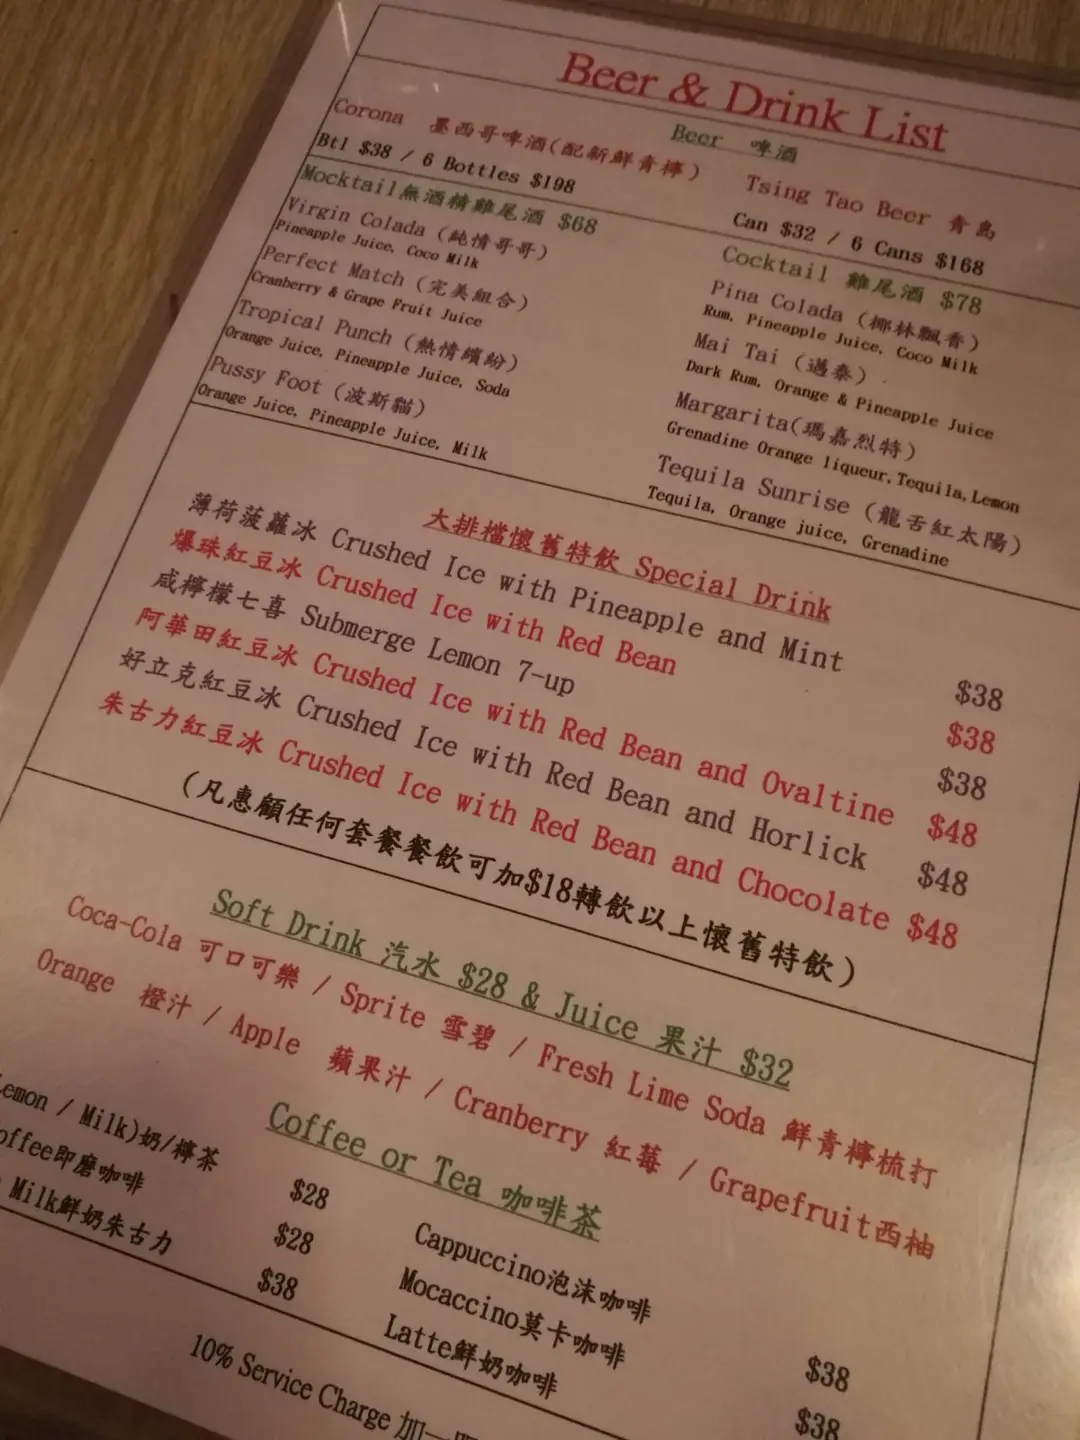 Beer & Drink List
Beer 啤酒
Corona 墨西哥啤酒(配新鮮青檸)
Btl $38 / 6 Bottles $198
Tsing Tao Beer 青島
Can $32 / 6 Cans $168
Mocktail無酒精雞尾酒 $68
Virgin Colada (純情哥哥)
Pineapple Juice, Coco Milk
Perfect Match (完美組合)
Cranberry & Grape Fruit Juice
Tropical Punch (熱情繽紛)
Orange Juice, Pineapple Juice, Soda
Pussy Foot (波斯貓)
Orange Juice, Pineapple Juice, Milk
Cocktail 雞尾酒 $78
Pina Colada (椰林飄香)
Rum, Pineapple Juice, Coco Milk
Mai Tai (邁泰)
Dark Rum, Orange & Pineapple Juice
Margarita(瑪嘉烈特)
Grenadine Orange liqueur,Tequila,Lemon
Tequila Sunrise (龍舌紅太陽)
Tequila, Orange juice, Grenadine
大排檔懷舊特飲 Special Drink
薄荷菠蘿冰 Crushed Ice with Pineapple and Mint $38
爆珠紅豆冰 Crushed Ice with Red Bean $38
咸檸檬七喜 Submerge Lemon 7-up $38
阿華田紅豆冰 Crushed Ice with Red Bean and Ovaltine $48
好立克紅豆冰 Crushed Ice with Red Bean and Horlick $48
朱古力紅豆冰 Crushed Ice with Red Bean and Chocolate $48
(凡惠顧任何套餐餐飲可加$18轉飲以上懷舊特飲)
Soft Drink 汽水 $28 & Juice 果汁 $32
Coca-Cola 可口可樂 / Sprite 雪碧 / Fresh Lime Soda 鮮青檸梳打
Orange 橙汁 / Apple 蘋果汁 / Cranberry 紅莓 / Grapefruit西柚
Coffee or Tea 咖啡茶
emon / Milk)奶/檸茶 $28
offee即磨咖啡 $28
Milk鮮奶朱古力 $38
Cappuccino泡沫咖啡 $38
Mocaccino莫卡咖啡 $38
Latte鮮奶咖啡
10% Service Charge 加一